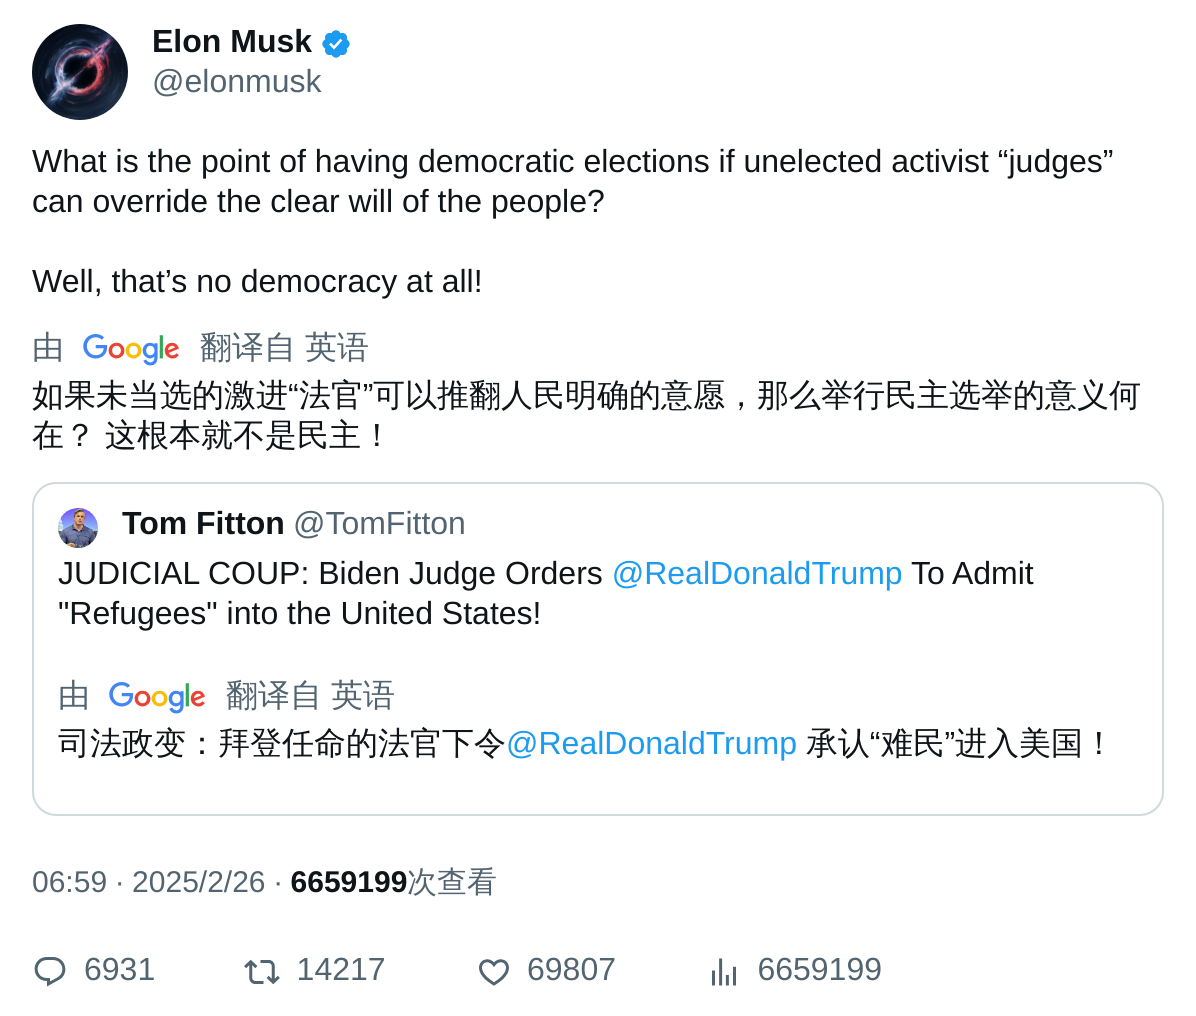 Elon Musk
@elonmusk
What is the point of having democratic elections if unelected activist “judges”
can override the clear will of the people?
Well, that’s no democracy at all!
由 Google 翻译自 英语
如果未当选的激进“法官”可以推翻人民明确的意愿，那么举行民主选举的意义何
在？ 这根本就不是民主！
Tom Fitton @TomFitton
JUDICIAL COUP: Biden Judge Orders @RealDonaldTrump To Admit
"Refugees" into the United States!
由 Google 翻译自 英语
司法政变：拜登任命的法官下令@RealDonaldTrump 承认“难民”进入美国！
06:59 · 2025/2/26 · 6659199次查看
6931 14217 69807 6659199